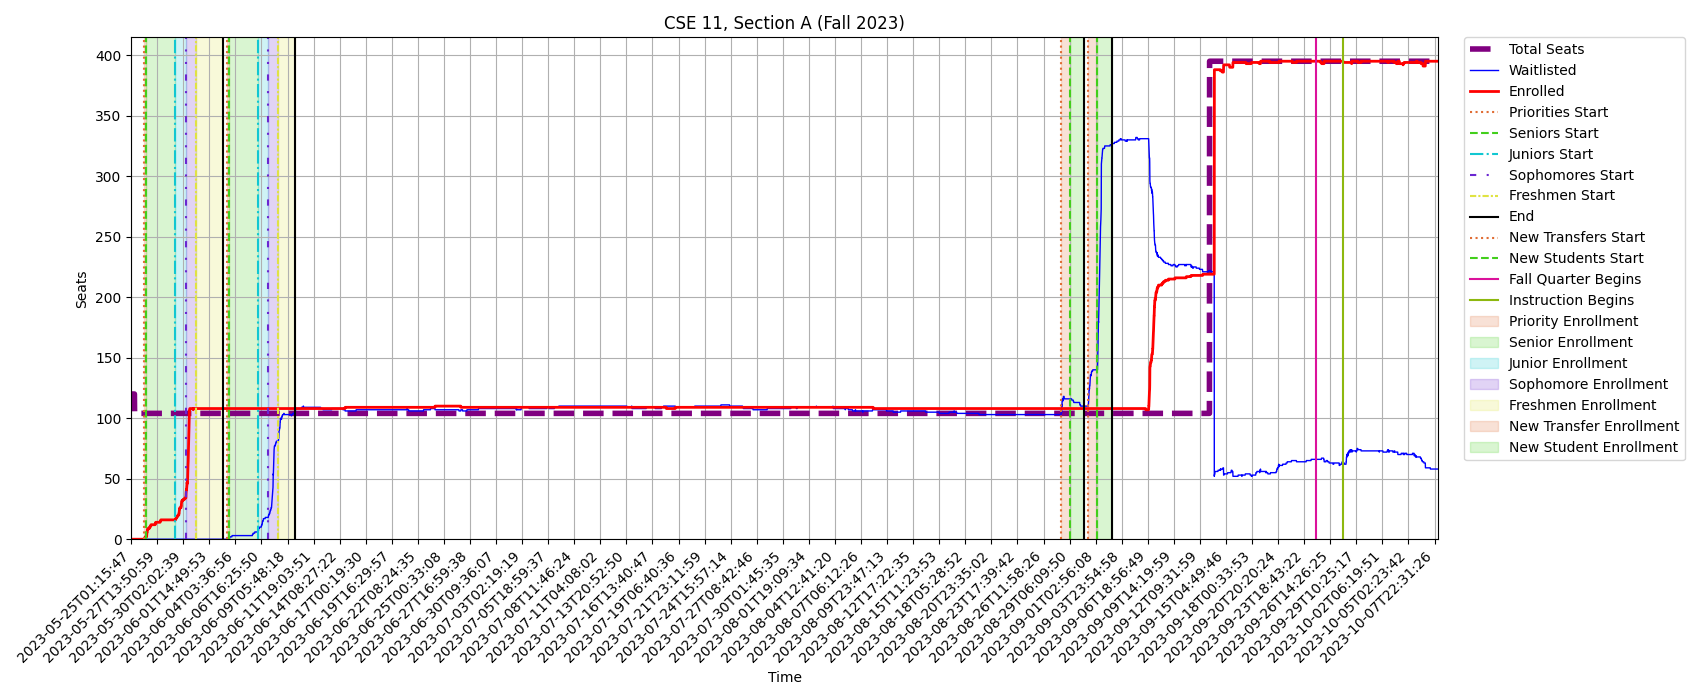 CSE 11, Section A (Fall 2023)
Seats
400
350
300
250
200
150
100
50
0
2023-05-25T01:15:47
2023-05-27T13:50:59
2023-05-30T02:02:39
2023-06-01T14:49:53
2023-06-04T03:36:56
2023-06-06T16:25:50
2023-06-09T05:48:18
2023-06-11T19:03:51
2023-06-14T08:27:22
2023-06-17T00:19:30
2023-06-19T16:29:57
2023-06-22T08:24:35
2023-06-25T00:33:08
2023-06-27T16:59:38
2023-06-30T09:36:07
2023-07-03T02:19:19
2023-07-05T18:59:37
2023-07-08T11:46:24
2023-07-11T04:08:02
2023-07-13T20:52:50
2023-07-16T13:40:47
2023-07-19T06:40:36
2023-07-21T23:11:59
2023-07-24T15:57:14
2023-07-27T08:42:46
2023-07-30T01:45:35
2023-08-01T19:09:34
2023-08-04T12:41:20
2023-08-07T06:12:26
2023-08-09T23:47:13
2023-08-12T17:22:35
2023-08-15T11:23:53
2023-08-18T05:28:52
2023-08-20T23:35:02
2023-08-23T17:39:42
2023-08-26T11:58:26
2023-08-29T06:09:50
2023-09-01T02:56:08
2023-09-03T23:54:58
2023-09-06T18:56:49
2023-09-09T14:19:59
2023-09-12T09:31:59
2023-09-15T04:49:46
2023-09-18T00:33:53
2023-09-20T20:20:24
2023-09-23T18:43:22
2023-09-26T14:26:25
2023-09-29T10:25:17
2023-10-02T06:19:51
2023-10-05T02:23:42
2023-10-07T22:31:26
Time
Total Seats
Waitlisted
Enrolled
Priorities Start
Seniors Start
Juniors Start
Sophomores Start
Freshmen Start
End
New Transfers Start
New Students Start
Fall Quarter Begins
Instruction Begins
Priority Enrollment
Senior Enrollment
Junior Enrollment
Sophomore Enrollment
Freshmen Enrollment
New Transfer Enrollment
New Student Enrollment